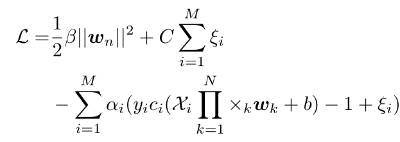 $\mathcal{L} = \frac{1}{2}\beta||\boldsymbol{w}_n||^2 + C\sum_{i=1}^{M}\xi_i$
$-\sum_{i=1}^{M}\alpha_i(y_i c_i(\mathcal{X}_i\prod_{k=1}^{N}\times_k \boldsymbol{w}_k + b) - 1 + \xi_i)$